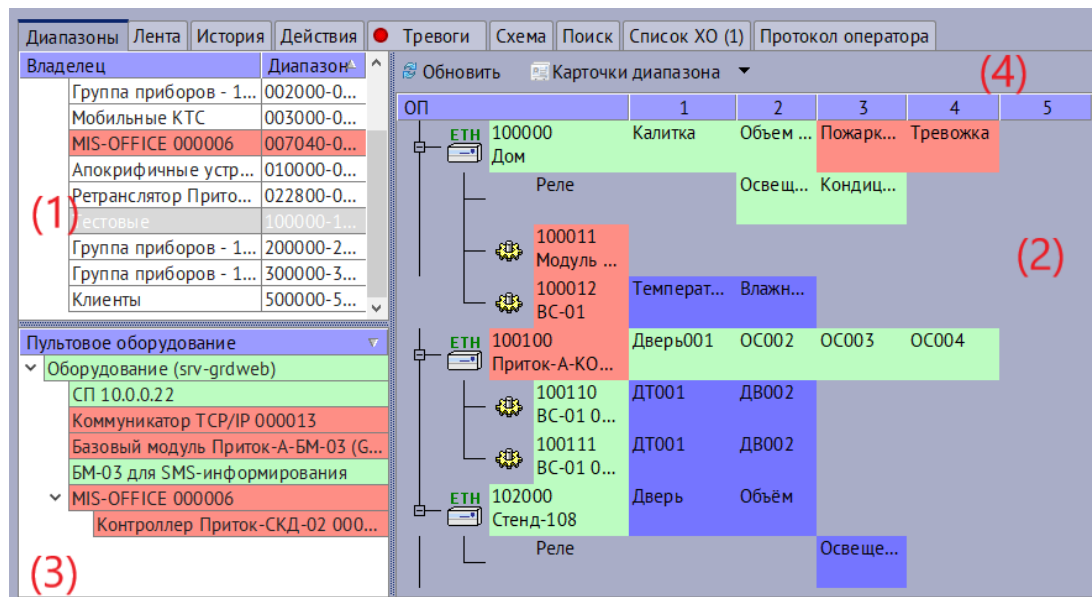 Диапазоны Лента История Действия Тревоги Схема Поиск Список ХО (1) Протокол оператора
Владелец Диапазон
Группа приборов - 1... 002000-0...
Мобильные КТС 003000-0...
MIS-OFFICE 000006 007040-0...
Апокрифичные устр... 010000-0...
Ретранслятор Прито... 022800-0...
(1)
Тестовые 100000-1...
Группа приборов - 1... 200000-2...
Группа приборов - 1... 300000-3...
Клиенты 500000-5...
Пультовое оборудование
Оборудование (srv-grdweb)
СП 10.0.0.22
Коммуникатор TCP/IP 000013
Базовый модуль Приток-А-БМ-03 (G...
БМ-03 для SMS-информирования
MIS-OFFICE 000006
Контроллер Приток-СКД-02 000...
(3)
Обновить Карточки диапазона (4)
ОП 1 2 3 4 5
ETH 100000 Калитка Объем ... Пожарк... Тревожка
Дом
Реле Освещ... Кондиц...
100011
Модуль ...
(2)
100012 Температ... Влажн...
ВС-01
ETH 100100 Дверь001 ОС002 ОС003 ОС004
Приток-А-КО...
100110 ДТ001 ДВ002
ВС-01 0...
100111 ДТ001 ДВ002
ВС-01 0...
ETH 102000 Дверь Объём
Стенд-108
Реле Освеще...